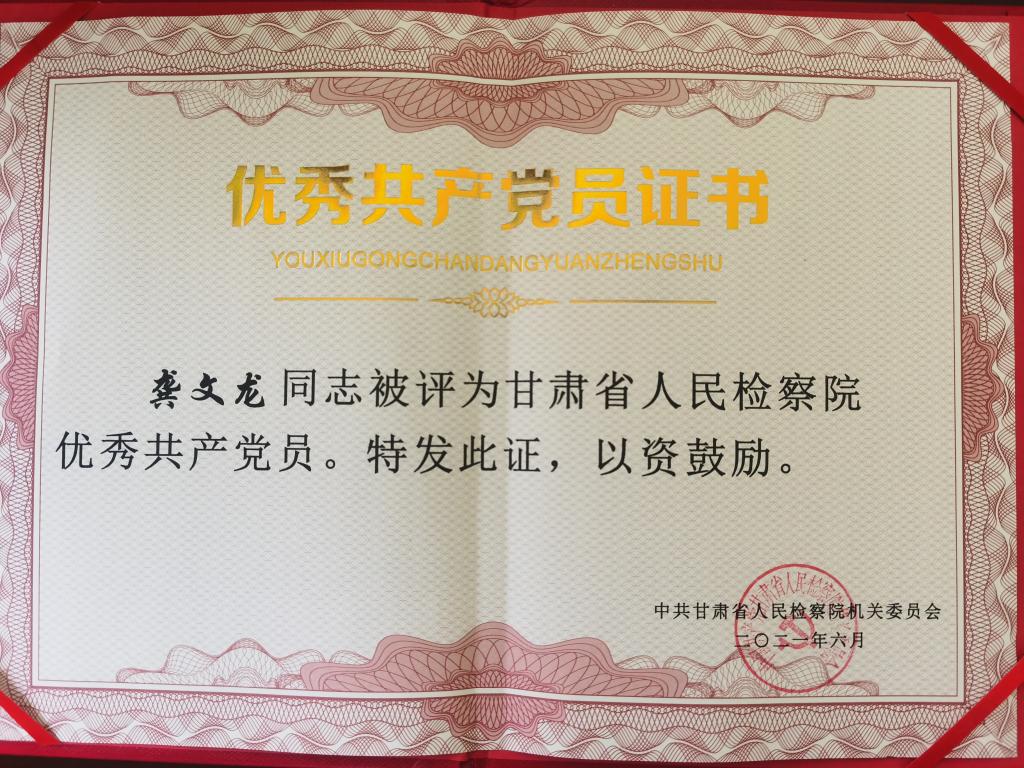 优秀共产党员证书
YOUXIUGONGCHANDANGYUANZHENGSHU
龚文龙 同志被评为甘肃省人民检察院
优秀共产党员。特发此证，以资鼓励。
中共甘肃省人民检察院机关委员会
二〇二一年六月